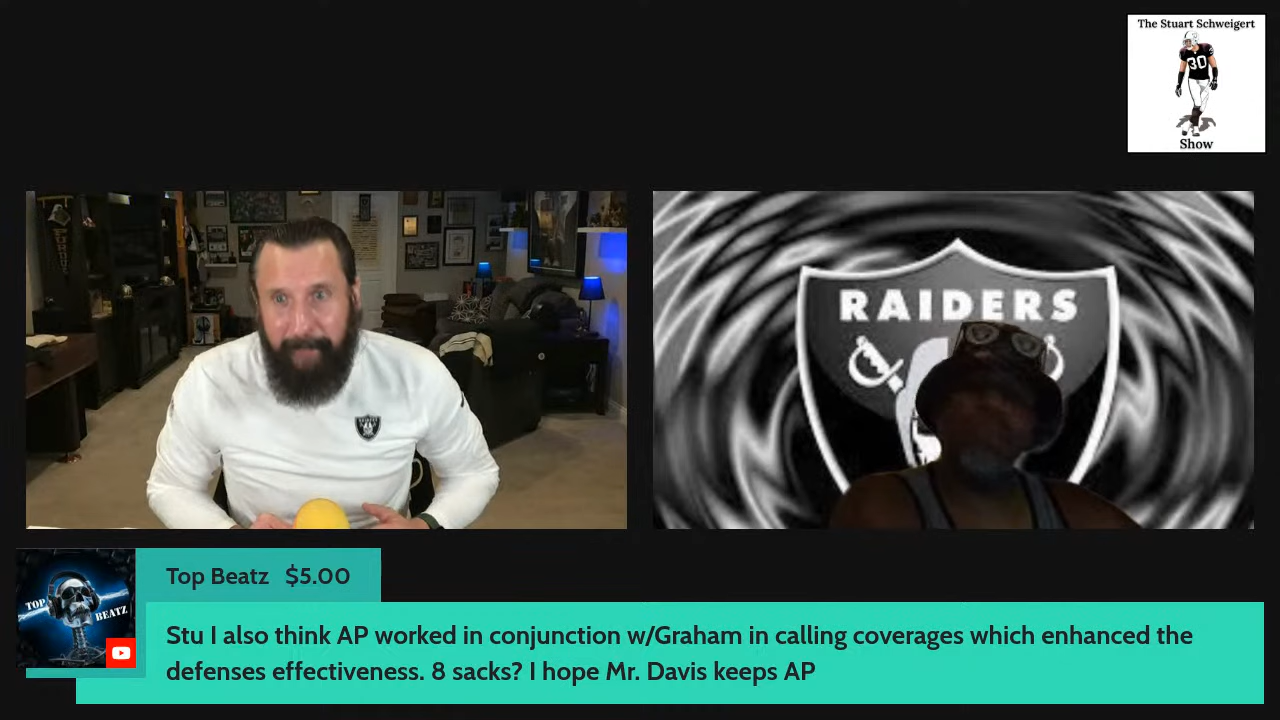 The Stuart Schweigert
30
Show
PURDUE
RAIDERS
Top Beatz $5.00
TOP BEATZ
Stu I also think AP worked in conjunction w/Graham in calling coverages which enhanced the
defenses effectiveness. 8 sacks? I hope Mr. Davis keeps AP